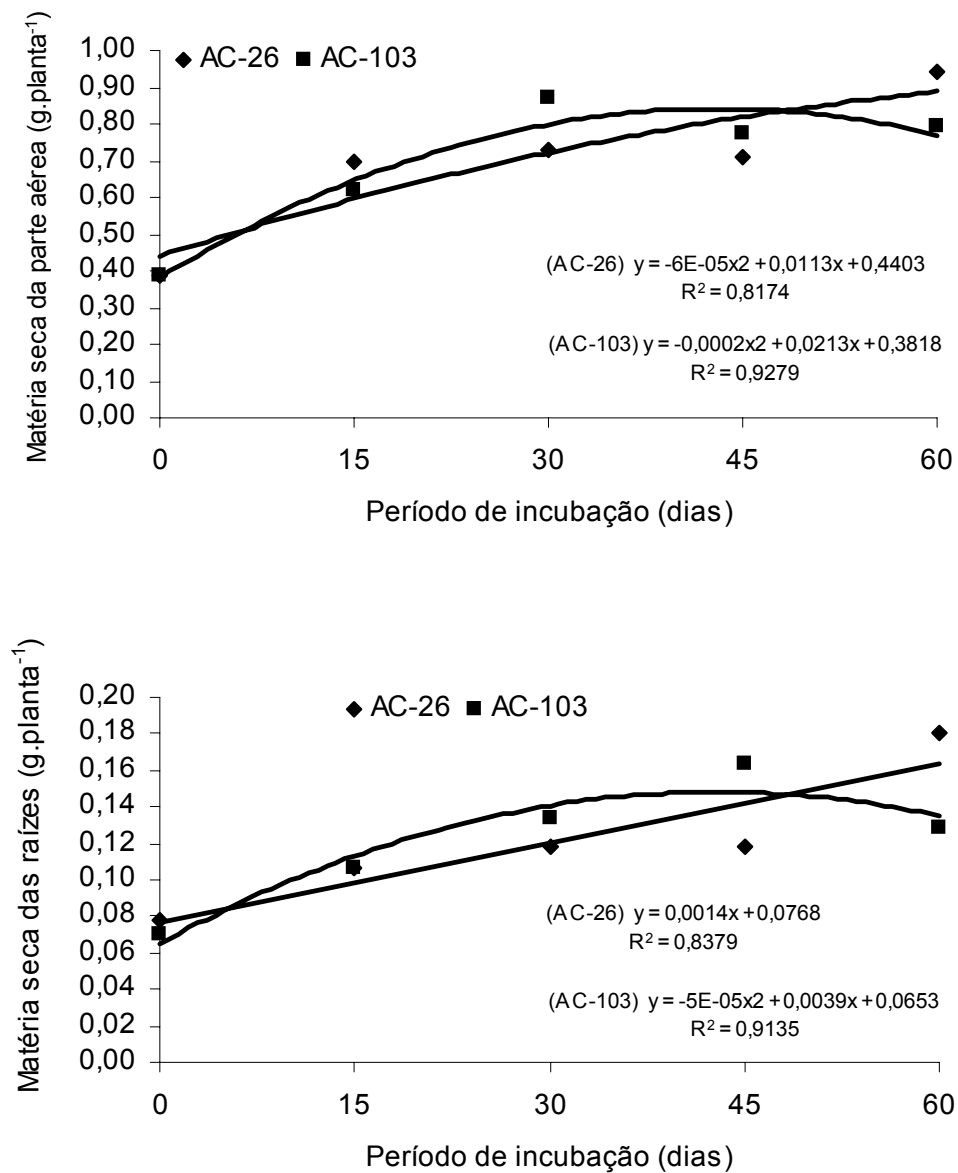 Matéria seca da parte aérea (g.planta-1)
1,00
0,90
0,80
0,70
0,60
0,50
0,40
0,30
0,20
0,10
0,00
AC-26 AC-103
(AC-26) y = -6E-05x2 + 0,0113x + 0,4403
R2 = 0,8174
(AC-103) y = -0,0002x2 + 0,0213x + 0,3818
R2 = 0,9279
0 15 30 45 60
Período de incubação (dias)
Matéria seca das raízes (g.planta-1)
0,20
0,18
0,16
0,14
0,12
0,10
0,08
0,06
0,04
0,02
0,00
AC-26 AC-103
(AC-26) y = 0,0014x + 0,0768
R2 = 0,8379
(AC-103) y = -5E-05x2 + 0,0039x + 0,0653
R2 = 0,9135
0 15 30 45 60
Período de incubação (dias)